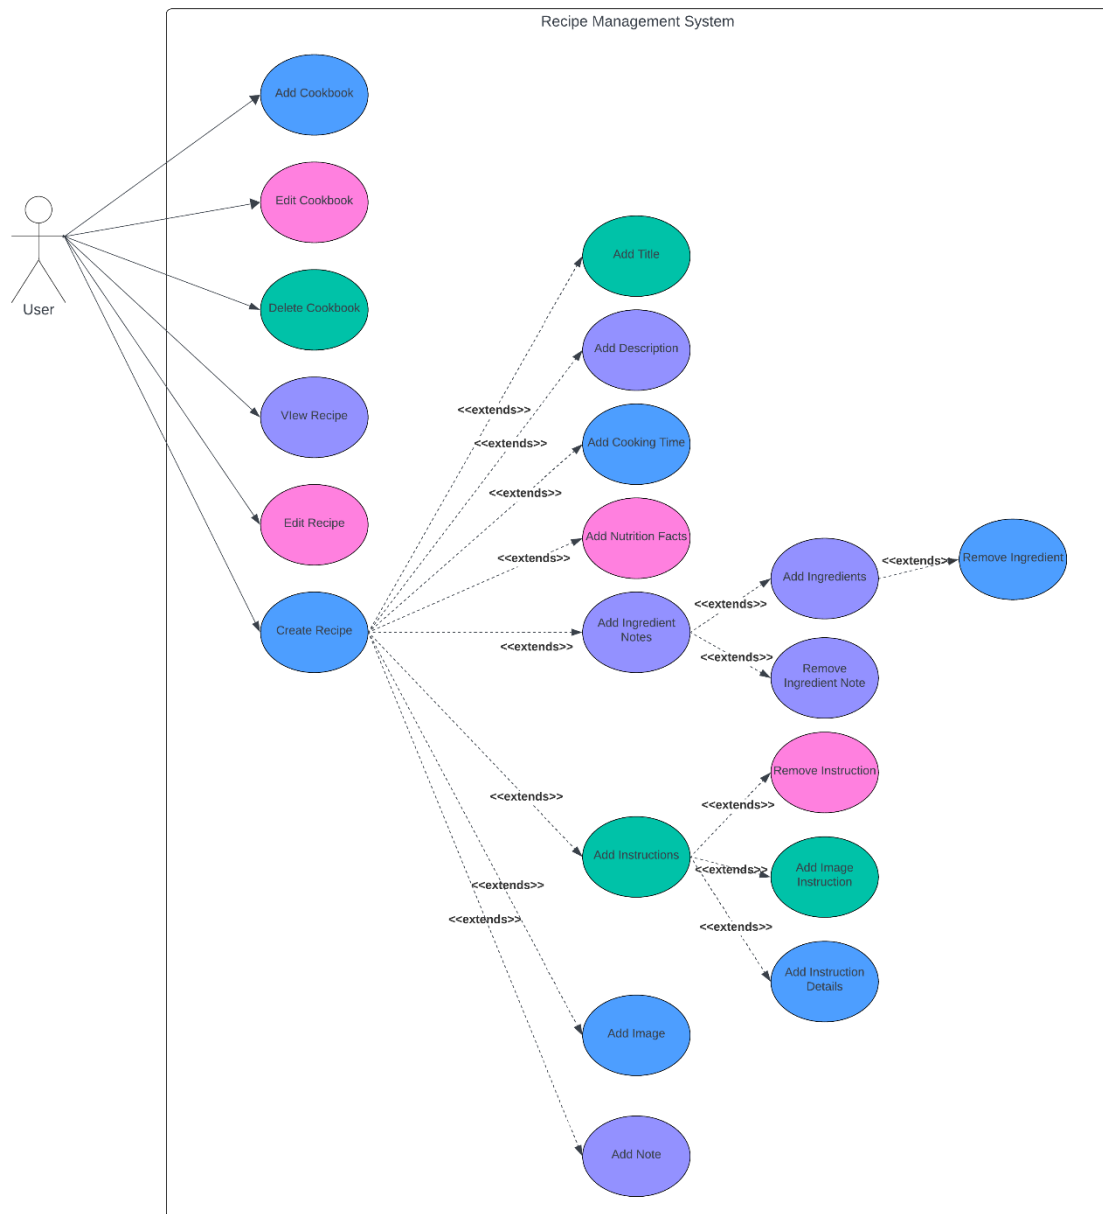 Recipe Management System
Add Cookbook
Edit Cookbook
User
Delete Cookbook
VIew Recipe
Edit Recipe
Create Recipe
Add Title
Add Description
<<extends>>
<<extends>>
Add Cooking Time
<<extends>>
Add Nutrition Facts
<<extends>>
Add Ingredient
Notes
<<extends>>
Add Ingredients
<<extends>>
Remove Ingredient
<<extends>>
<<extends>>
Remove
Ingredient Note
Remove Instruction
<<extends>>
<<extends>>
Add Instructions
<<extends>>
Add Image
Instruction
<<extends>>
<<extends>>
<<extends>>
Add Instruction
Details
Add Image
Add Note